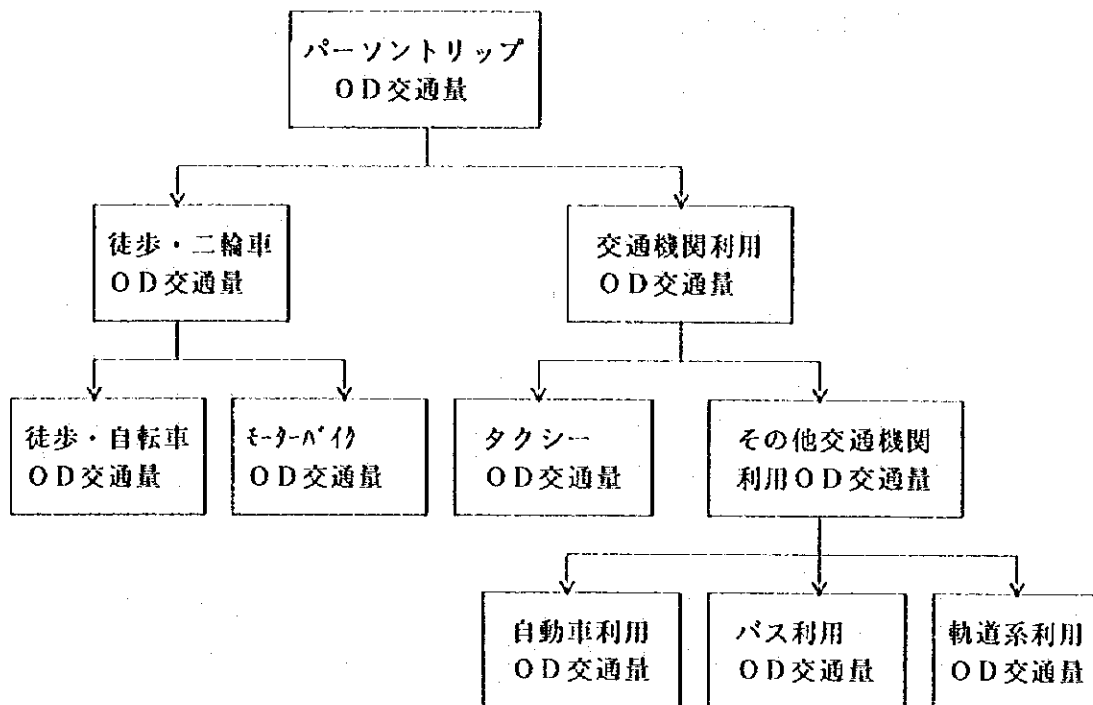 パーソントリップ
ＯＤ交通量
徒歩・二輪車
ＯＤ交通量
交通機関利用
ＯＤ交通量
徒歩・自転車
ＯＤ交通量
ﾓｰﾀｰﾊﾞｲｸ
ＯＤ交通量
タクシー
ＯＤ交通量
その他交通機関
利用ＯＤ交通量
自動車利用
ＯＤ交通量
バス利用
ＯＤ交通量
軌道系利用
ＯＤ交通量